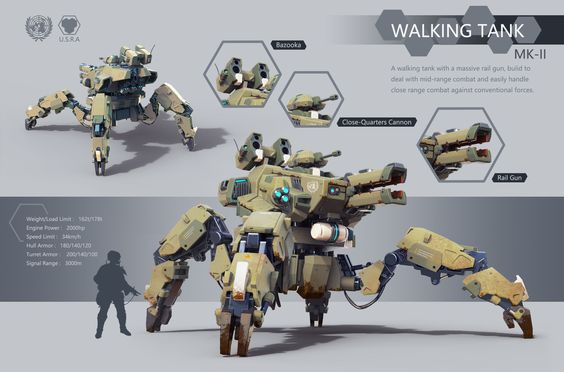 U.S.R.A
WALKING TANK
MK-II
A walking tank with a massive rail gun, build to
deal with mid-range combat and easily handle
close range combat against conventional forces.
Bazooka
Close-Quarters Cannon
Rail Gun
Weight/Load Limit : 162t/178t
Engine Power : 2000hp
Speed Limit : 34km/h
Hull Armor : 180/140/120
Turret Armor : 200/140/100
Signal Range : 3000m